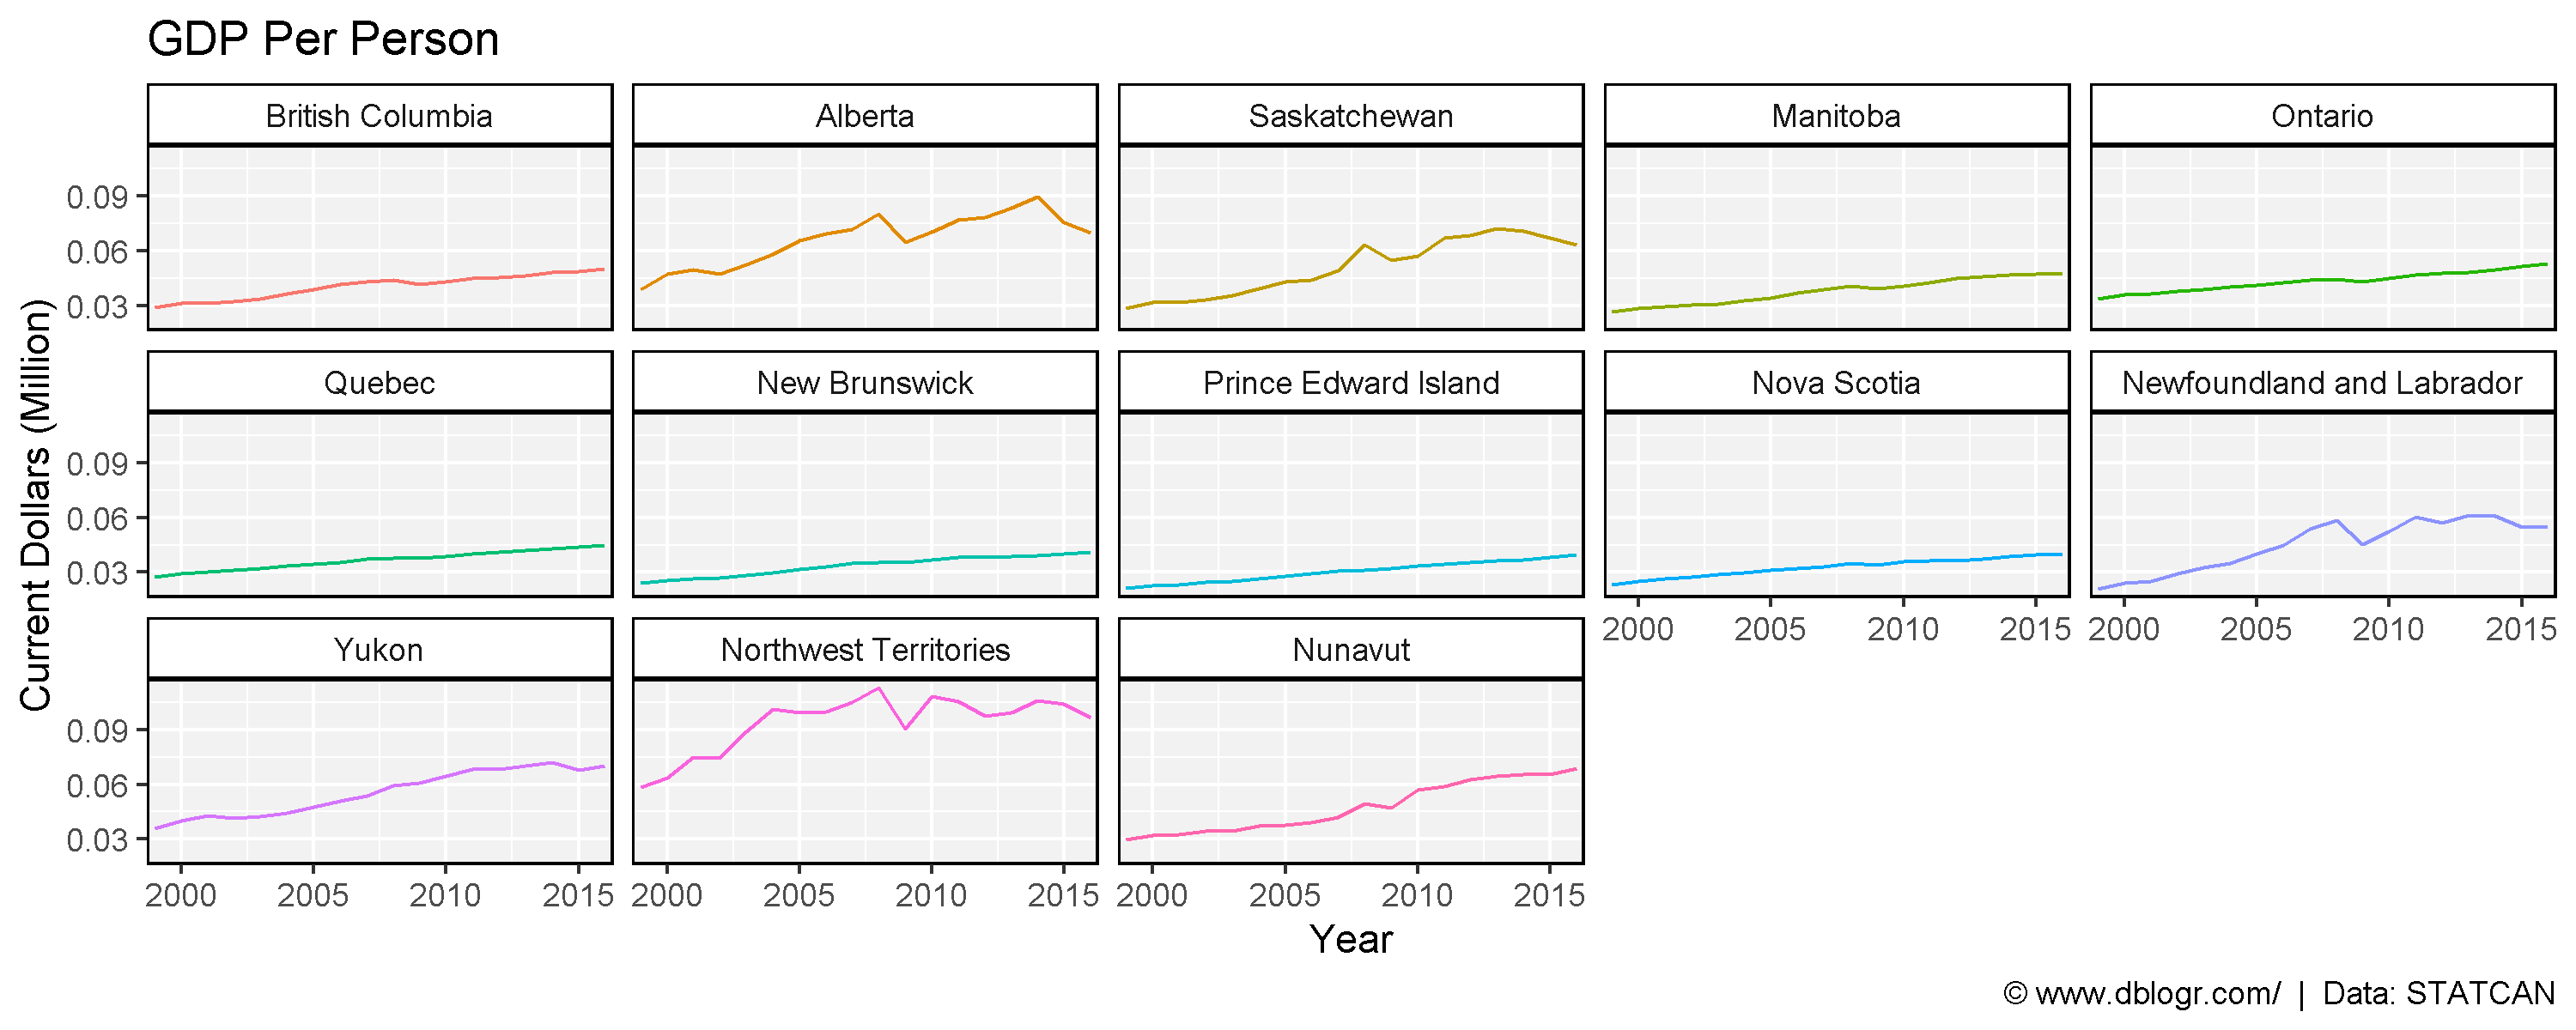 GDP Per Person
British Columbia
Alberta
Saskatchewan
Manitoba
Ontario
0.09
0.06
0.03
Quebec
New Brunswick
Prince Edward Island
Nova Scotia
Newfoundland and Labrador
0.09
0.06
0.03
2000 2005 2010 2015
2000 2005 2010 2015
Yukon
Northwest Territories
Nunavut
0.09
0.06
0.03
2000 2005 2010 2015
2000 2005 2010 2015
2000 2005 2010 2015
Current Dollars (Million)
Year
© www.dblogr.com/ | Data: STATCAN